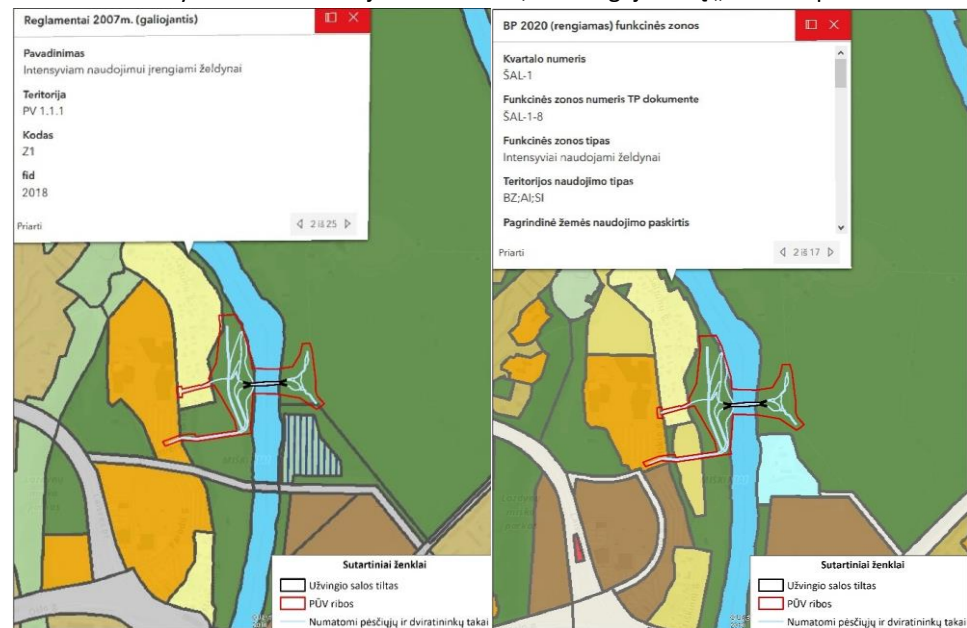 Reglamentai 2007m. (galiojantis)
Pavadinimas
Intensyviam naudojimui įrengiami želdynai
Teritorija
PV 1.1.1
Kodas
Z1
fid
2018
Priarti
2 iš 25
Sutartiniai ženklai
Užvingio salos tiltas
PŪV ribos
Numatomi pėsčiųjų ir dviratininkų takai
BP 2020 (rengiamas) funkcinės zonos
Kvartalo numeris
ŠAL-1
Funkcinės zonos numeris TP dokumente
ŠAL-1-8
Funkcinės zonos tipas
Intensyviai naudojami želdynai
Teritorijos naudojimo tipas
BZ;AI;SI
Pagrindinė žemės naudojimo paskirtis
Priarti
2 iš 17
Sutartiniai ženklai
Užvingio salos tiltas
PŪV ribos
Numatomi pėsčiųjų ir dviratininkų takai